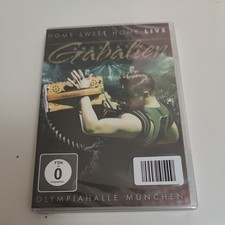 HOME SWEET HOME LIVE
Gabalier
FSK
0
OLYMPIAHALLE MÜNCHEN